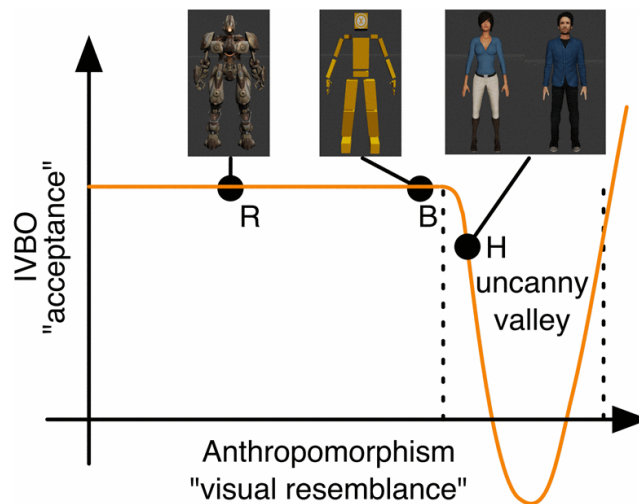 R
B
H
uncanny
valley
IVBO
"acceptance"
Anthropomorphism
"visual resemblance"